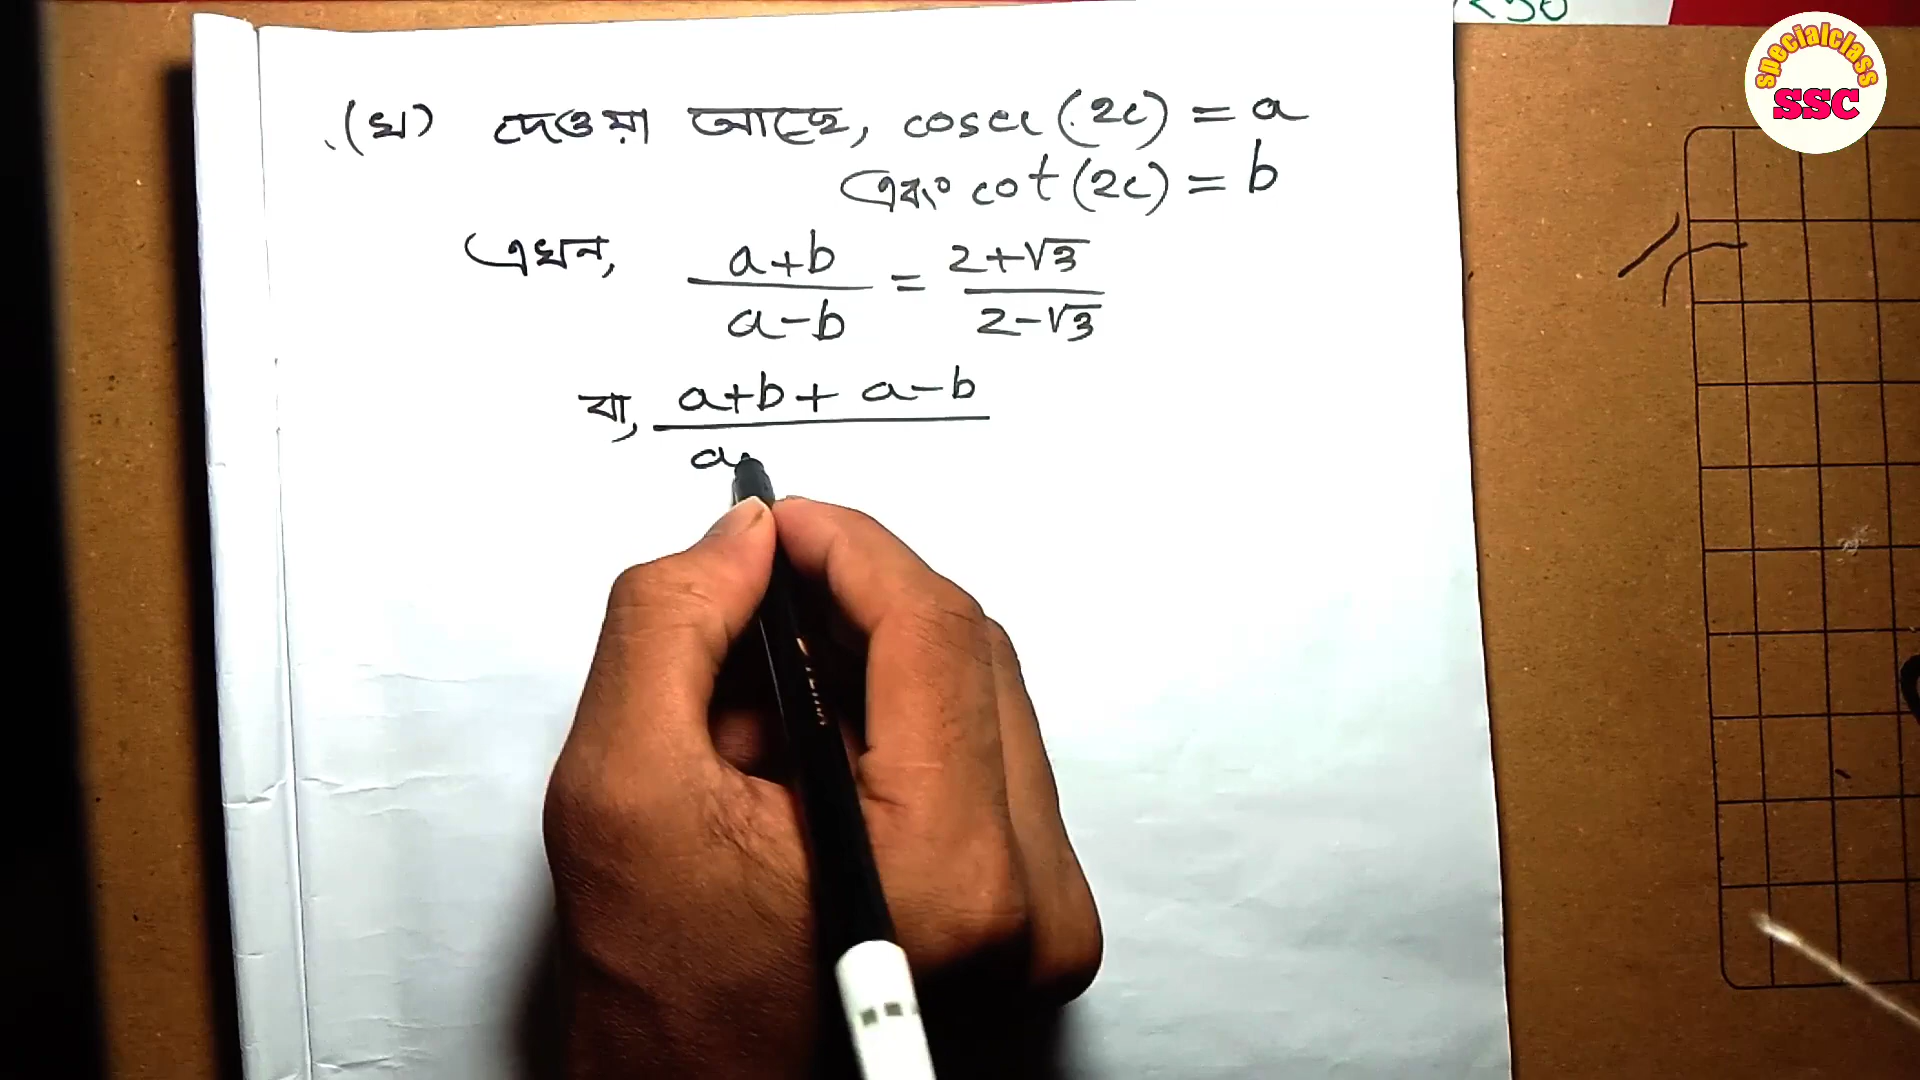 (খ) দেওয়া আছে, cosec (2c) = a
এবং cot (2c) = b
এখন, a+b / a-b = 2+√3 / 2-√3
বা, a+b + a-b / a
specialclass
SSC